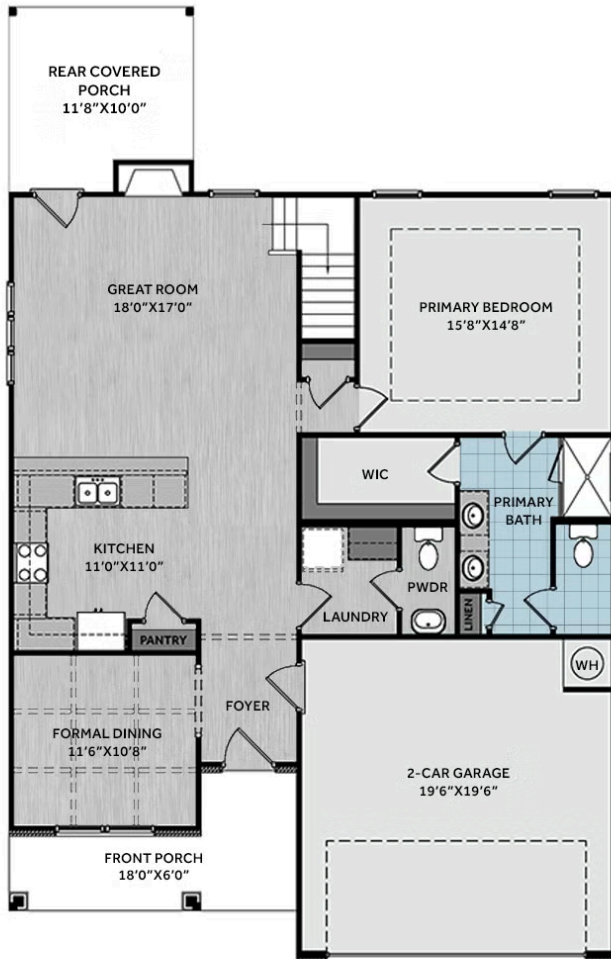 REAR COVERED
PORCH
11'8"X10'0"
GREAT ROOM
18'0"X17'0"
PRIMARY BEDROOM
15'8"X14'8"
WIC
PRIMARY
BATH
KITCHEN
11'0"X11'0"
PWDR
LAUNDRY
LINEN
PANTRY
WH
FOYER
FORMAL DINING
11'6"X10'8"
2-CAR GARAGE
19'6"X19'6"
FRONT PORCH
18'0"X6'0"